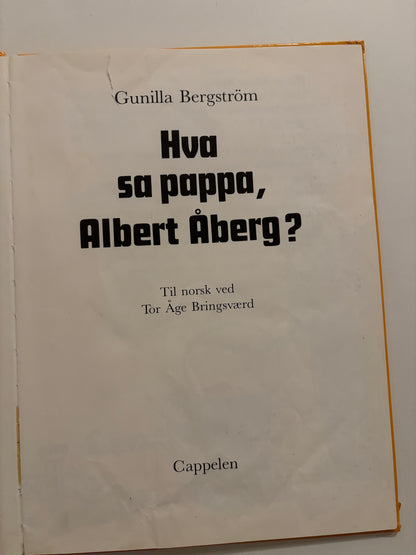 Gunilla Bergström
Hva
sa pappa,
Albert Åberg?
Til norsk ved
Tor Åge Bringsværd
Cappelen